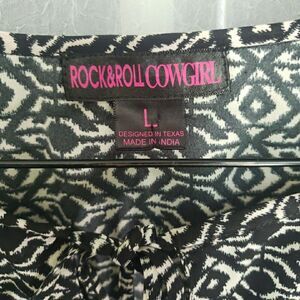 ROCK&ROLL COWGIRL
L
DESIGNED IN TEXAS
MADE IN INDIA